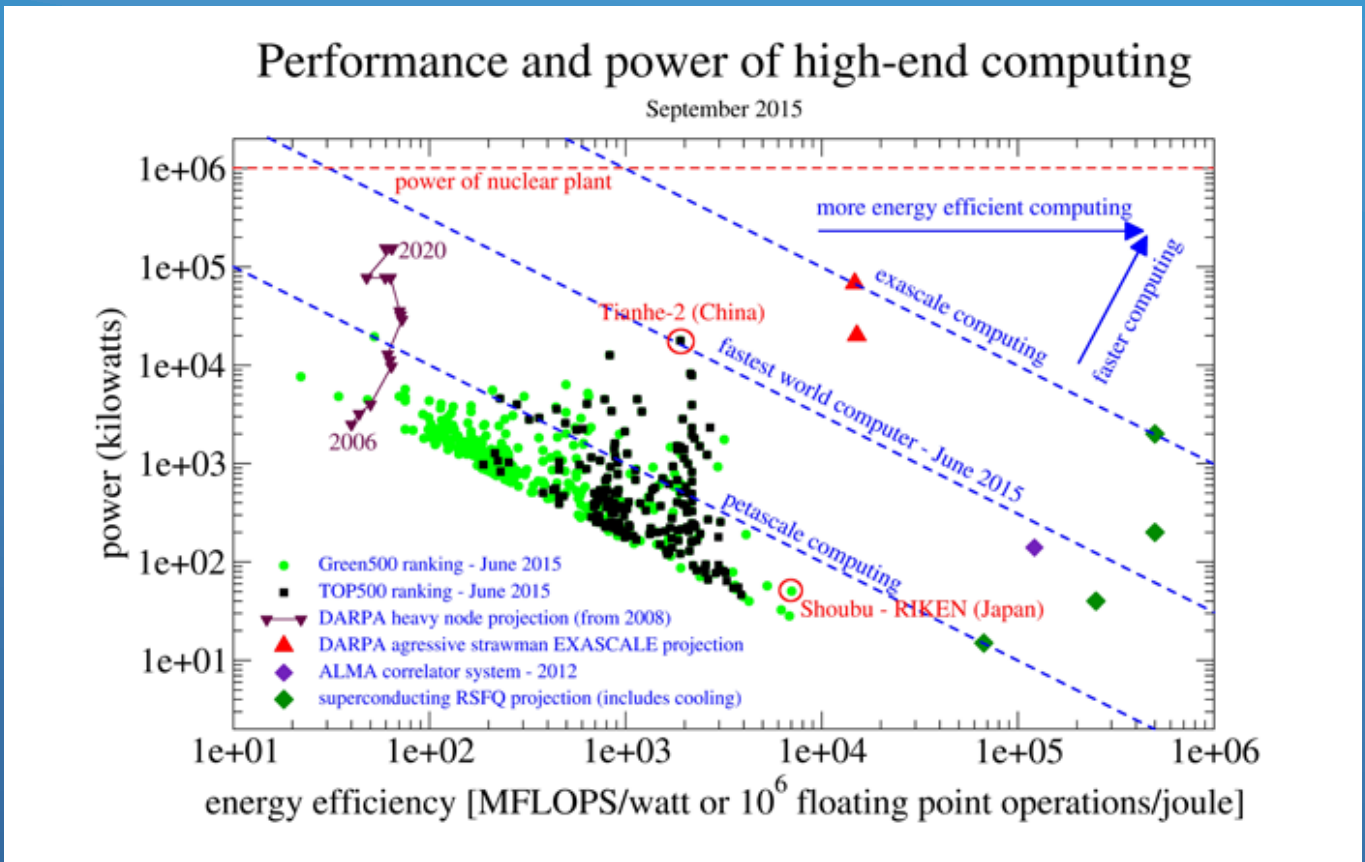 Performance and power of high-end computing
September 2015
1e+06
power of nuclear plant
more energy efficient computing
2020
1e+05
exascale computing
faster computing
Tianhe-2 (China)
power (kilowatts)
1e+04
fastest world computer - June 2015
2006
1e+03
petascale computing
1e+02
Green500 ranking - June 2015
TOP500 ranking - June 2015
Shoubu - RIKEN (Japan)
DARPA heavy node projection (from 2008)
DARPA agressive strawman EXASCALE projection
1e+01
ALMA correlator system - 2012
superconducting RSFQ projection (includes cooling)
1e+01 1e+02 1e+03 1e+04 1e+05 1e+06
energy efficiency [MFLOPS/watt or 10^6 floating point operations/joule]